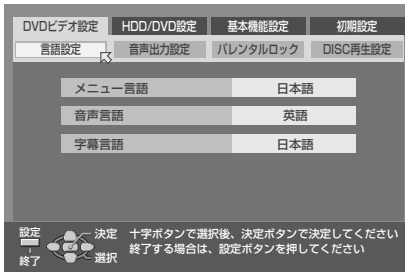 DVDビデオ設定 HDD/DVD設定 基本機能設定 初期設定
言語設定 音声出力設定 パレンタルロック DISC再生設定
メニュー言語 日本語
音声言語 英語
字幕言語 日本語
設定 決定 十字ボタンで選択後、決定ボタンで決定してください
終了 選択 終了する場合は、設定ボタンを押してください